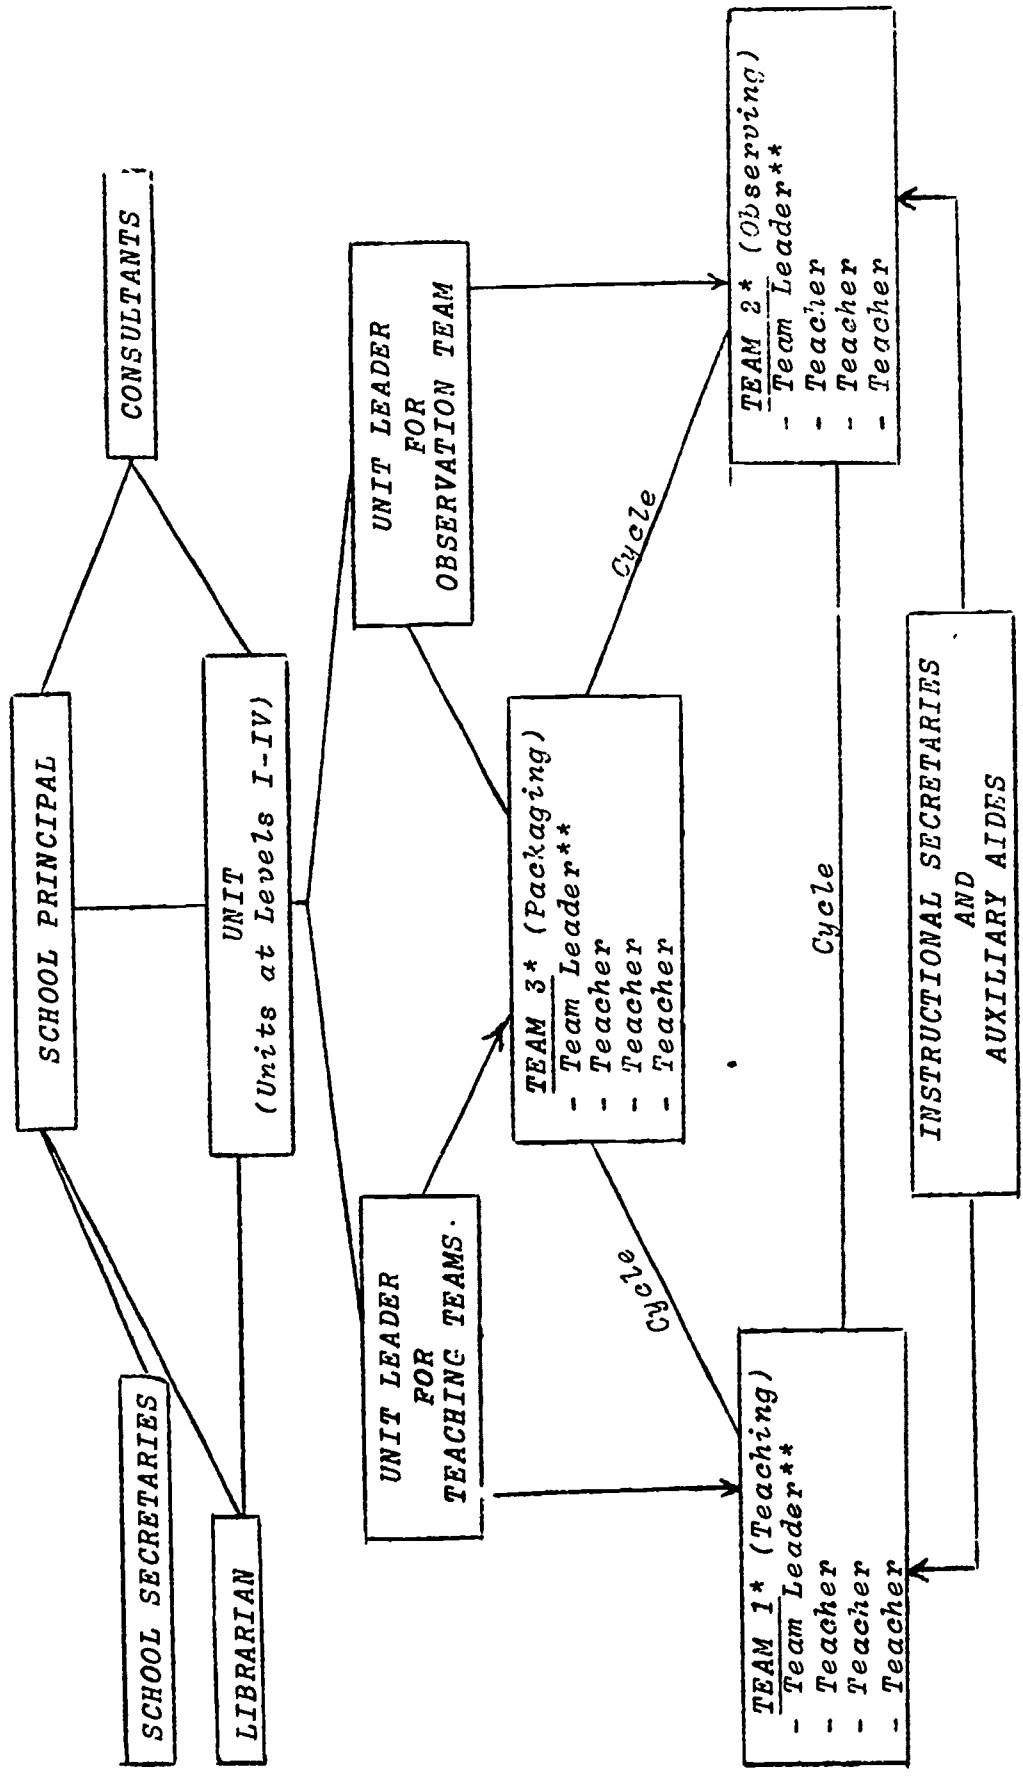 SCHOOL PRINCIPAL
CONSULTANTS
SCHOOL SECRETARIES
LIBRARIAN
UNIT
(Units at Levels I-IV)
UNIT LEADER
FOR
TEACHING TEAMS.
UNIT LEADER
FOR
OBSERVATION TEAM
TEAM 3* (Packaging)
- Team Leader**
- Teacher
- Teacher
- Teacher
Cycle
Cycle
TEAM 1* (Teaching)
- Team Leader**
- Teacher
- Teacher
- Teacher
Cycle
TEAM 2* (Observing)
- Team Leader**
- Teacher
- Teacher
- Teacher
INSTRUCTIONAL SECRETARIES
AND
AUXILIARY AIDES